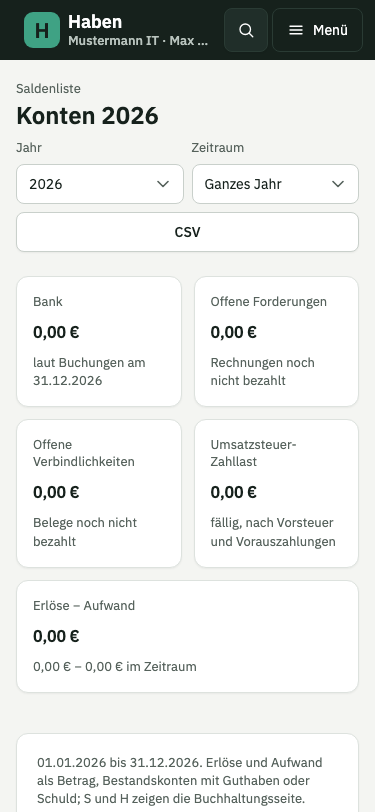 H Haben
Mustermann IT · Max ...
Menü
Saldenliste
Konten 2026
Jahr
Zeitraum
2026
Ganzes Jahr
CSV
Bank
0,00 €
laut Buchungen am
31.12.2026
Offene Forderungen
0,00 €
Rechnungen noch
nicht bezahlt
Offene
Verbindlichkeiten
0,00 €
Belege noch nicht
bezahlt
Umsatzsteuer-
Zahllast
0,00 €
fällig, nach Vorsteuer
und Vorauszahlungen
Erlöse – Aufwand
0,00 €
0,00 € – 0,00 € im Zeitraum
01.01.2026 bis 31.12.2026. Erlöse und Aufwand
als Betrag, Bestandskonten mit Guthaben oder
Schuld; S und H zeigen die Buchhaltungsseite.